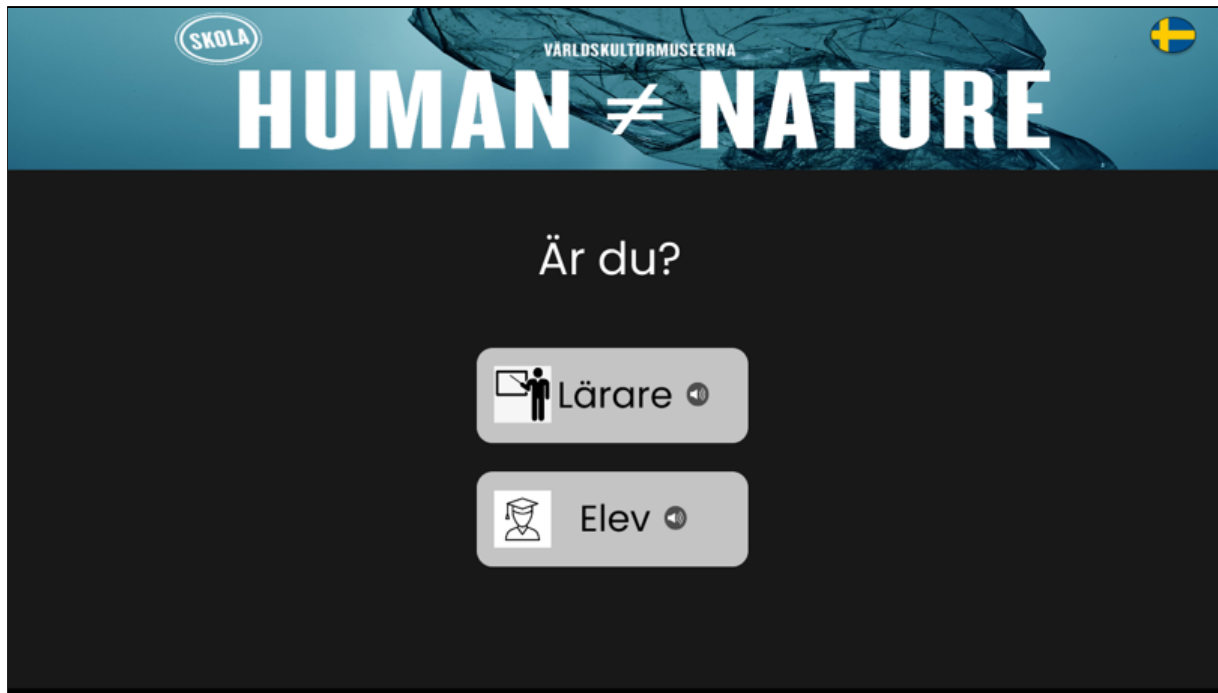 SKOLA
VÄRLDSKULTURMUSEERNA
HUMAN ≠ NATURE
Är du?
Lärare
Elev